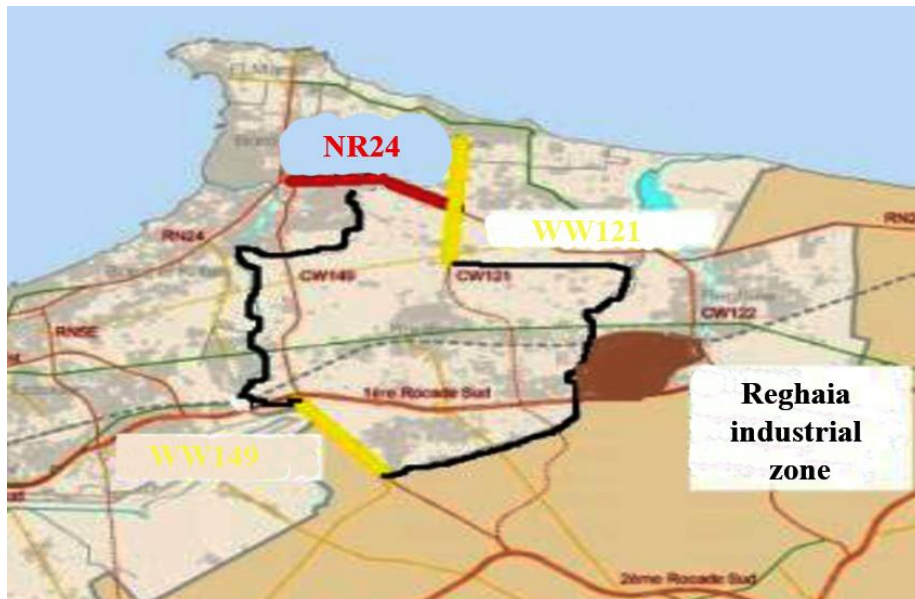 NR24
WW121
RN24
CW149
CW121
CW122
RN5E
1ère Rocade Sud
WW149
Reghaia
industrial
zone
2ème Rocade Sud